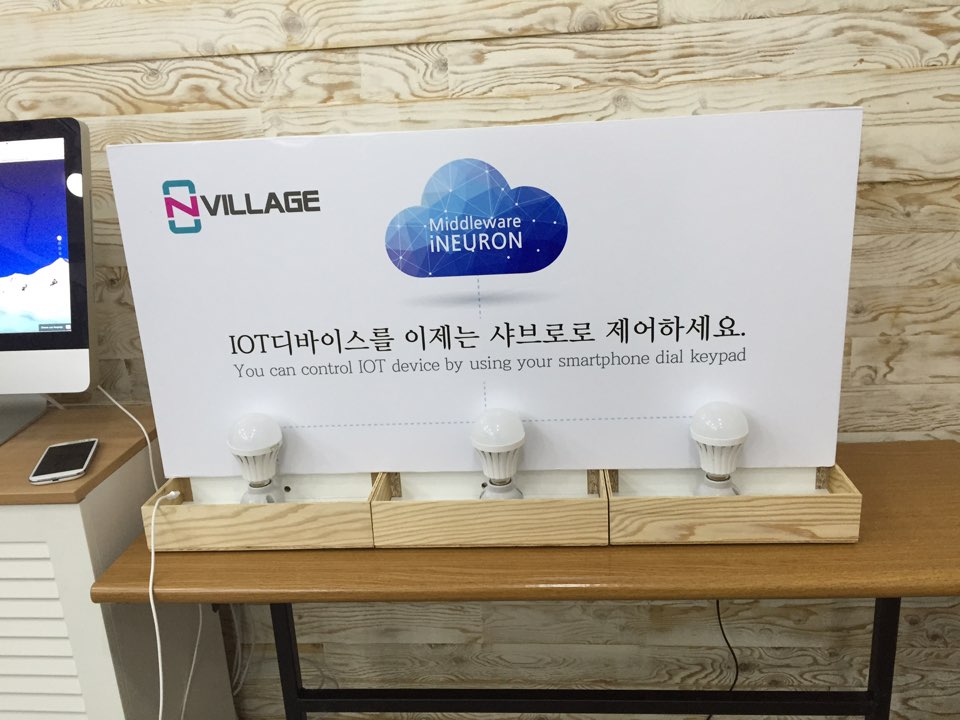 N VILLAGE
Middleware
iNEURON
IOT디바이스를 이제는 샤브로로 제어하세요.
You can control IOT device by using your smartphone dial keypad